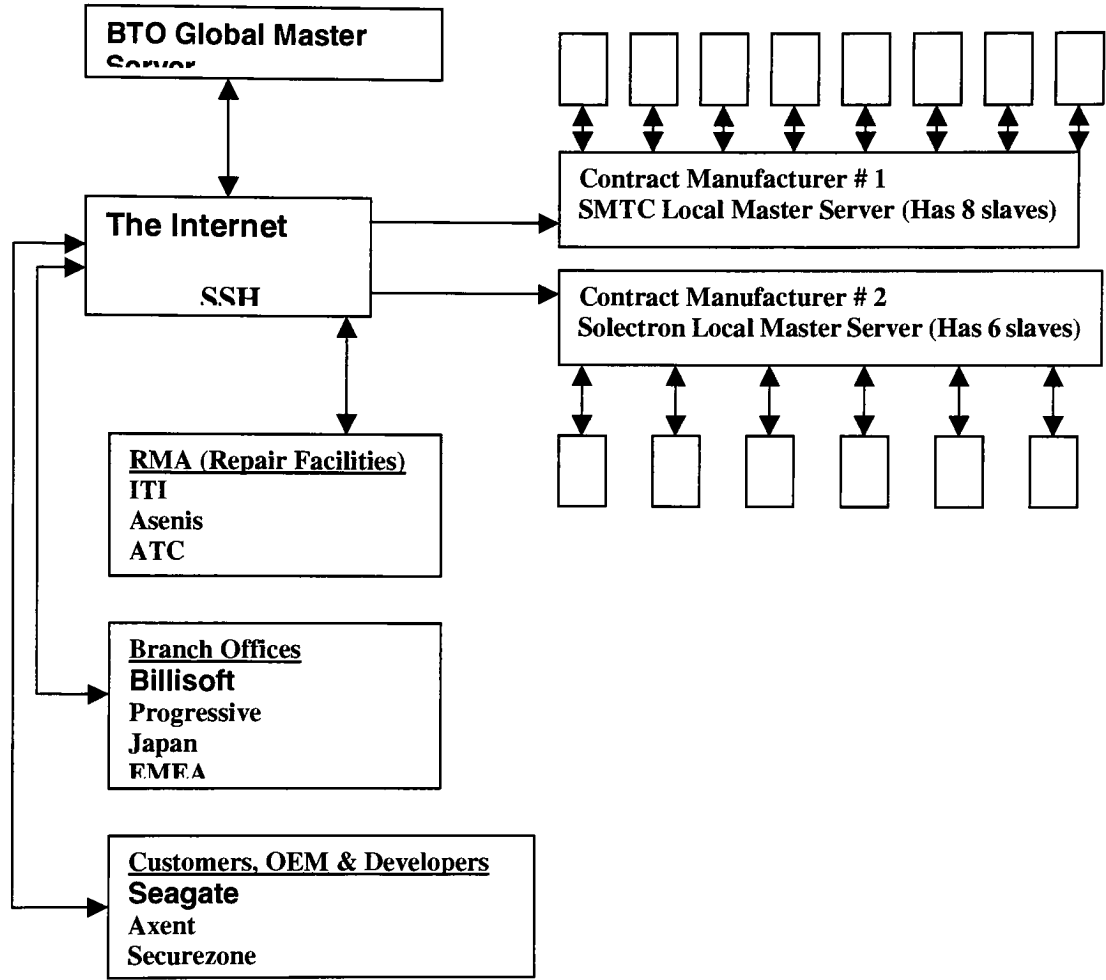 BTO Global Master
Server
The Internet
SSH
Contract Manufacturer # 1
SMTC Local Master Server (Has 8 slaves)
Contract Manufacturer # 2
Solectron Local Master Server (Has 6 slaves)
RMA (Repair Facilities)
ITI
Asenis
ATC
Branch Offices
Billisoft
Progressive
Japan
EMEA
Customers, OEM & Developers
Seagate
Axent
Securezone